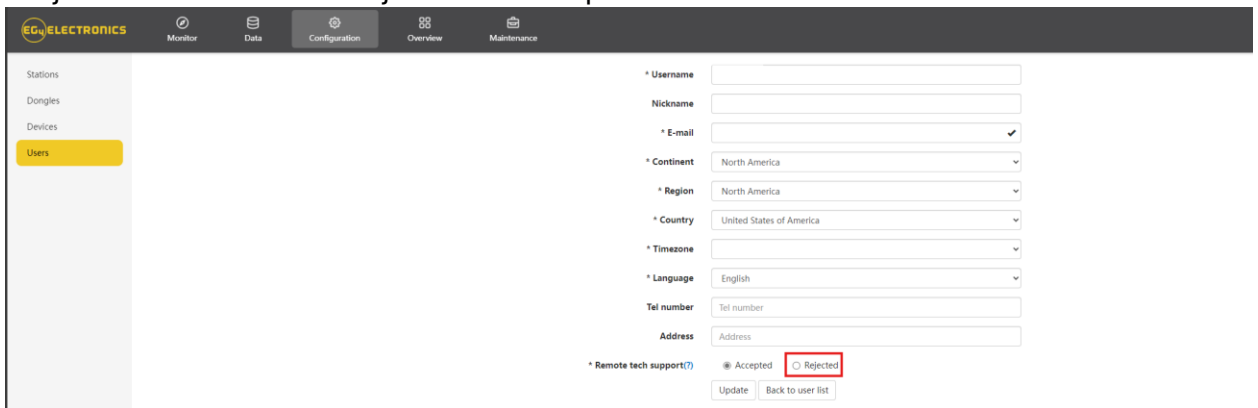 EG4 ELECTRONICS
Monitor
Data
Configuration
Overview
Maintenance
Stations
Dongles
Devices
Users
* Username
Nickname
* E-mail
* Continent North America
* Region North America
* Country United States of America
* Timezone
* Language English
Tel number Tel number
Address Address
* Remote tech support(?) Accepted Rejected
Update Back to user list